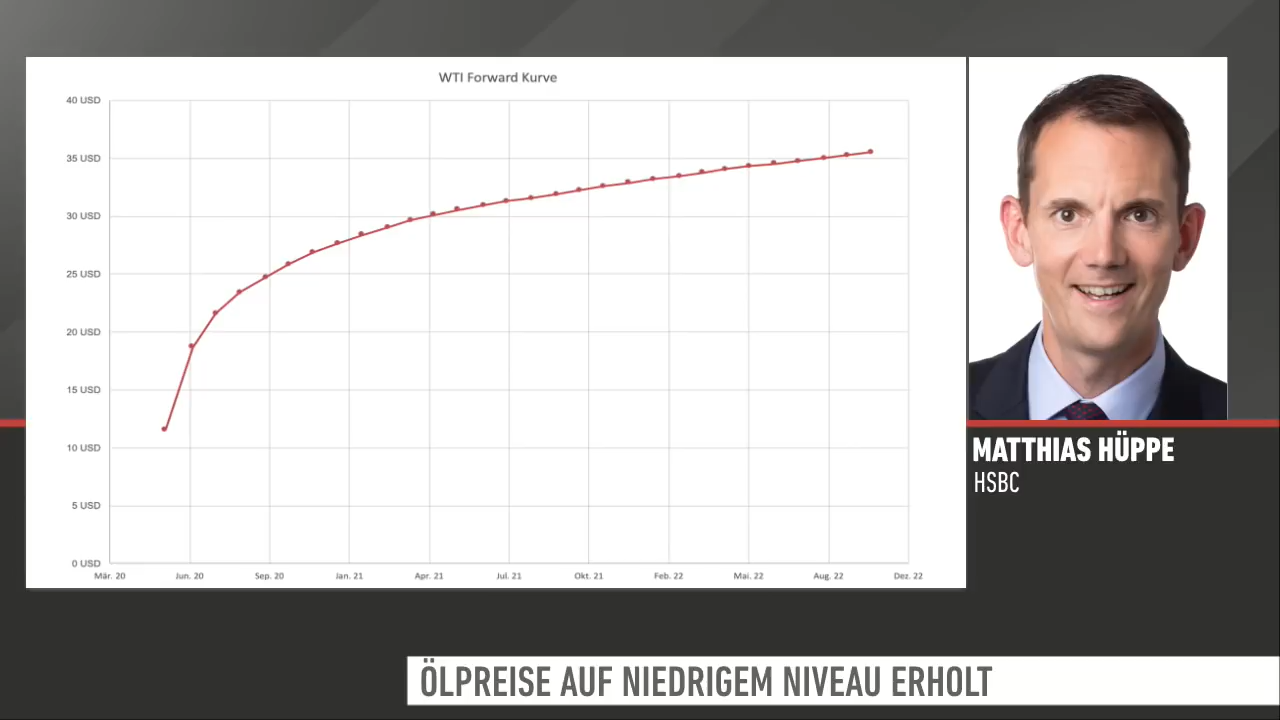 WTI Forward Kurve
40 USD
35 USD
30 USD
25 USD
20 USD
15 USD
10 USD
5 USD
0 USD
Mär. 20 Jun. 20 Sep. 20 Jan. 21 Apr. 21 Jul. 21 Okt. 21 Feb. 22 Mai. 22 Aug. 22 Dez. 22
MATTHIAS HÜPPE
HSBC
ÖLPREISE AUF NIEDRIGEM NIVEAU ERHOLT